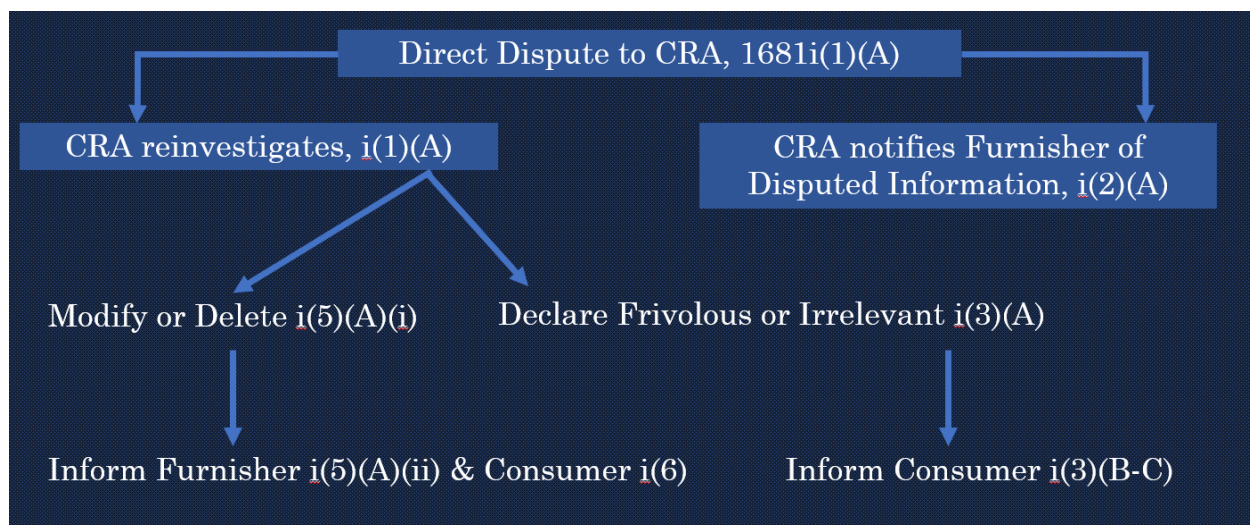 Direct Dispute to CRA, 1681i(1)(A)
CRA reinvestigates, i(1)(A)
CRA notifies Furnisher of
Disputed Information, i(2)(A)
Modify or Delete i(5)(A)(i)
Declare Frivolous or Irrelevant i(3)(A)
Inform Furnisher i(5)(A)(ii) & Consumer i(6)
Inform Consumer i(3)(B-C)